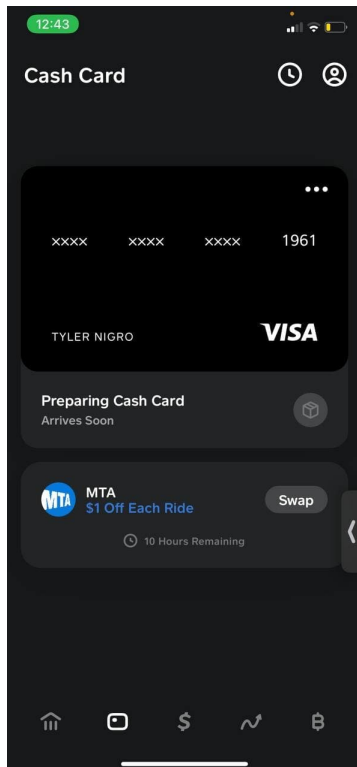 12:43
Cash Card
xxxx xxxx xxxx 1961
TYLER NIGRO
VISA
Preparing Cash Card
Arrives Soon
MTA
MTA
$1 Off Each Ride
Swap
10 Hours Remaining